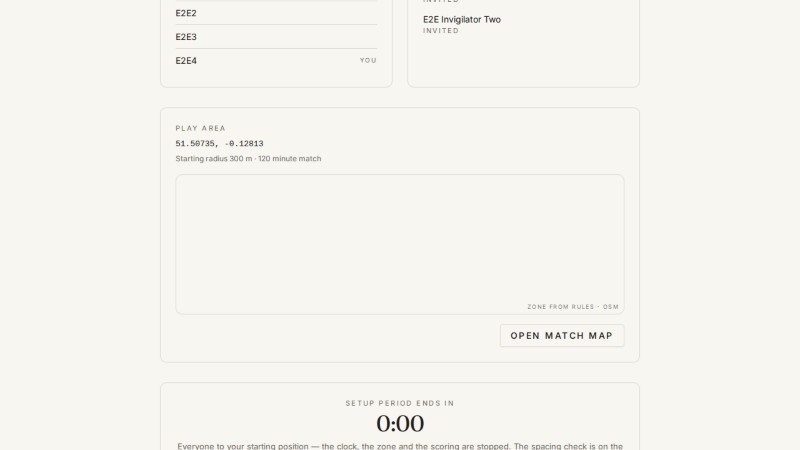 E2E2
E2E Invigilator Two
INVITED
E2E3
E2E4
YOU
PLAY AREA
51.50735, -0.12813
Starting radius 300 m · 120 minute match
ZONE FROM RULES · OSM
OPEN MATCH MAP
SETUP PERIOD ENDS IN
0:00
Everyone to your starting position — the clock, the zone and the scoring are stopped. The spacing check is on the